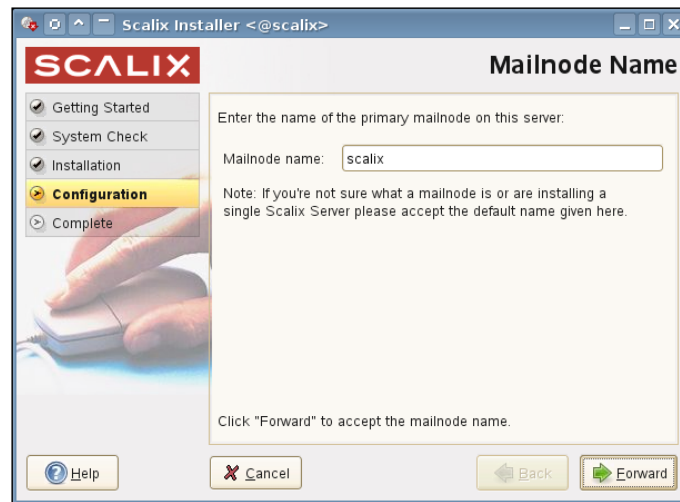 Scalix Installer <@scalix>
SCALIX
Mailnode Name
Getting Started
System Check
Installation
Configuration
Complete
Enter the name of the primary mailnode on this server:
Mailnode name: scalix
Note: If you're not sure what a mailnode is or are installing a
single Scalix Server please accept the default name given here.
Click "Forward" to accept the mailnode name.
Help
Cancel
Back
Forward